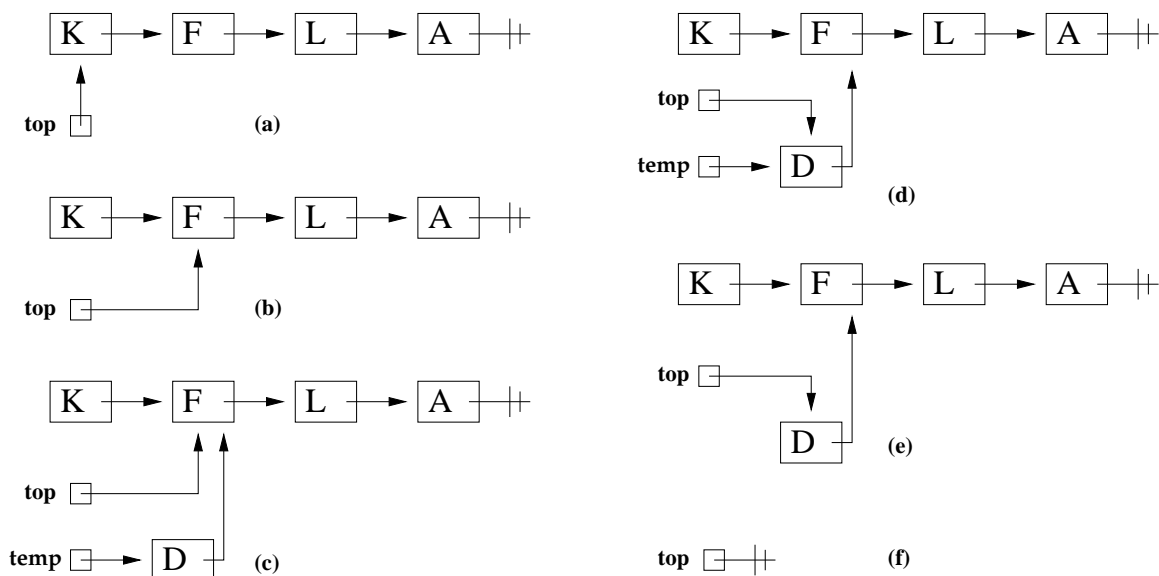 K F L A
top (a)
K F L A
top (b)
K F L A
top
temp D (c)
K F L A
top
temp D (d)
K F L A
top
D (e)
top (f)